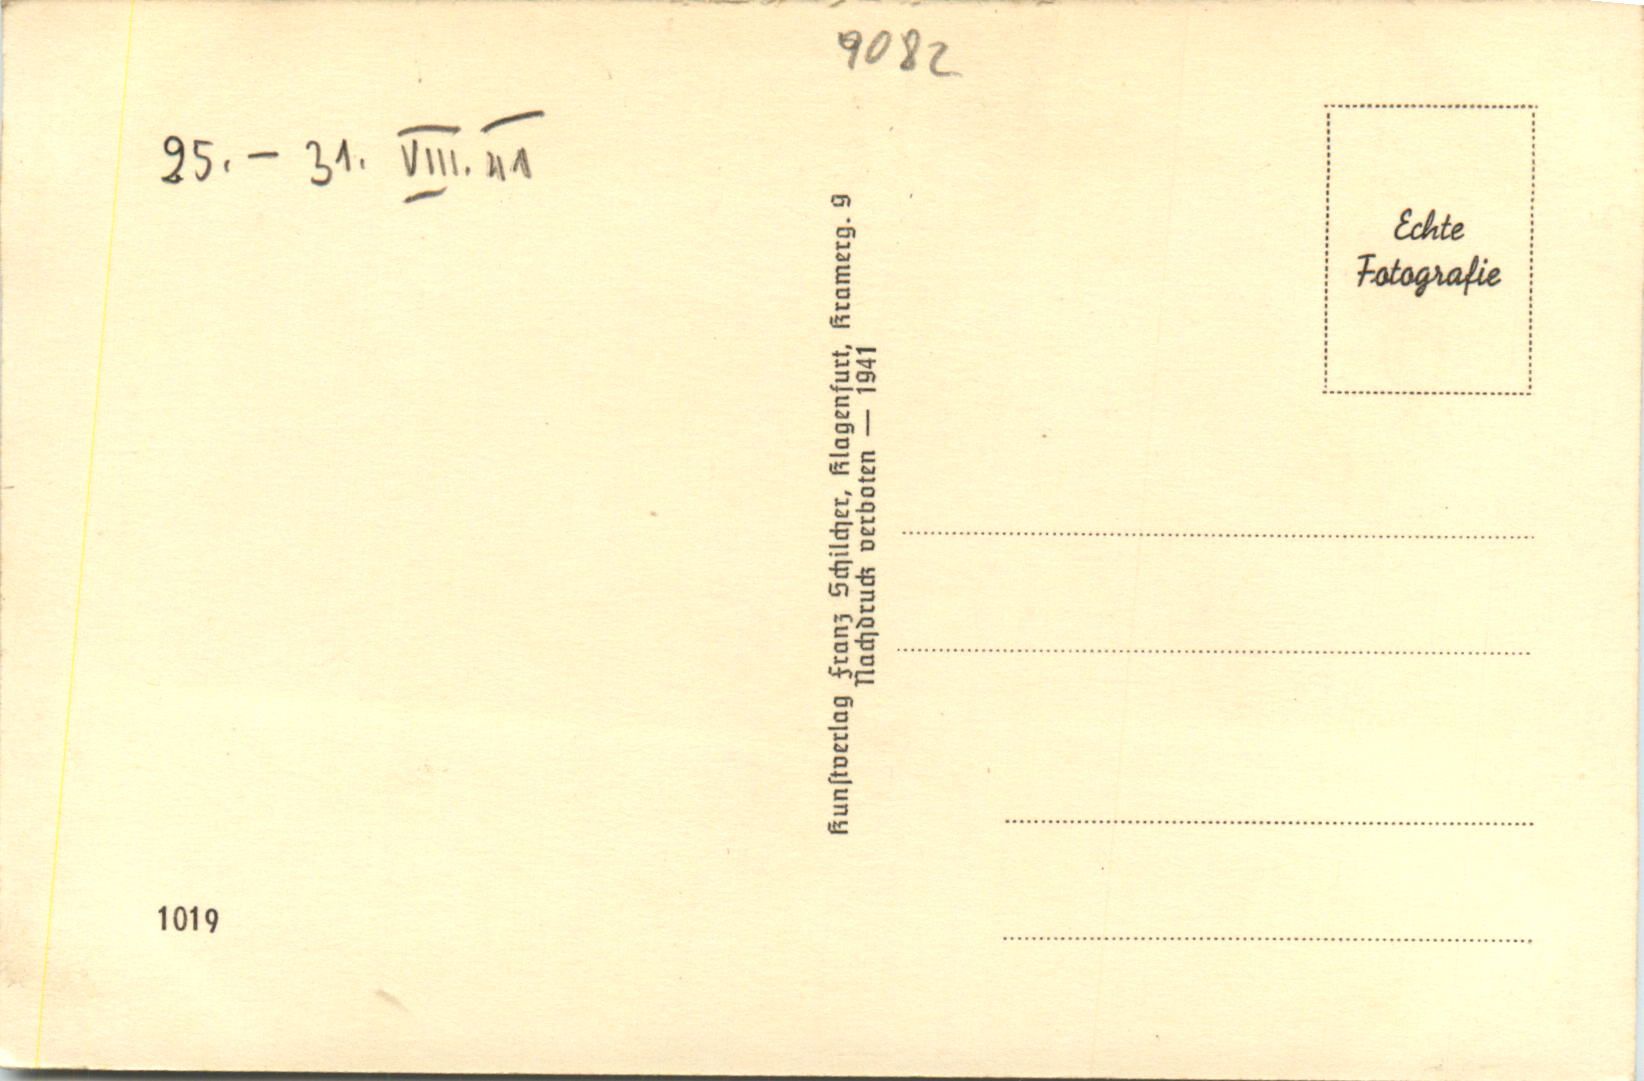 9082
25. – 31. VIII. 41
Echte
Fotografie
Kunstverlag Franz Schilcher, Klagenfurt, Kramerg. 9
Nachdruck verboten — 1941
1019